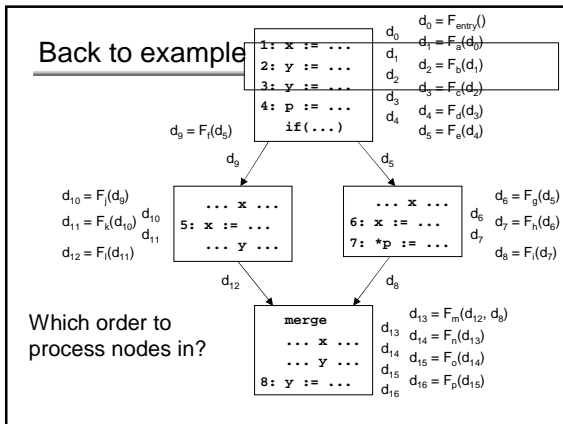 Back to example
1: x := ...
2: y := ...
3: y := ...
4: p := ...
if(...)
d0
d1
d2
d3
d4
d0 = Fentry()
d1 = Fa(d0)
d2 = Fb(d1)
d3 = Fc(d2)
d4 = Fd(d3)
d5 = Fe(d4)
d9 = Ff(d5)
d9
d5
d10 = Fj(d9)
d11 = Fk(d10)
d12 = Fl(d11)
d10
d11
... x ...
5: x := ...
... y ...
... x ...
6: x := ...
7: *p := ...
d6
d7
d6 = Fg(d5)
d7 = Fh(d6)
d8 = Fi(d7)
d12
d8
Which order to
process nodes in?
merge
... x ...
... y ...
8: y := ...
d13
d14
d15
d16
d13 = Fm(d12, d8)
d14 = Fn(d13)
d15 = Fo(d14)
d16 = Fp(d15)